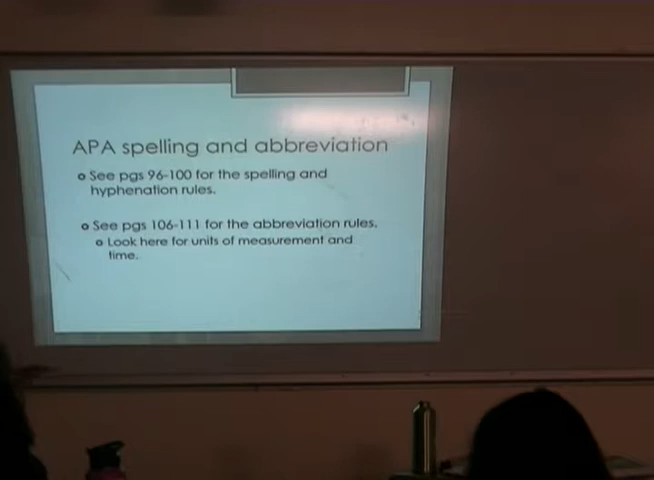 APA spelling and abbreviation
See pgs 96-100 for the spelling and
hyphenation rules.
See pgs 106-111 for the abbreviation rules.
Look here for units of measurement and
time.